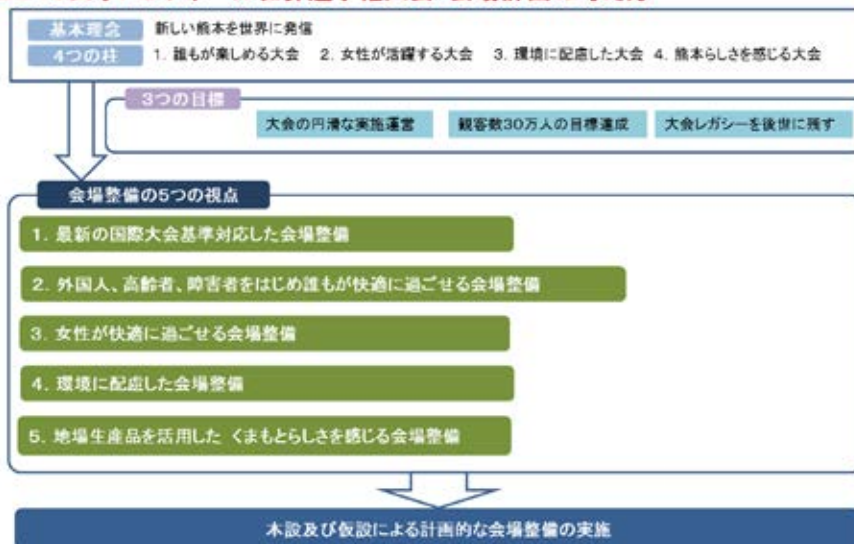 基本理念 新しい熊本を世界に発信
4つの柱 1. 誰もが楽しめる大会 2. 女性が活躍する大会 3. 環境に配慮した大会 4. 熊本らしさを感じる大会
3つの目標
大会の円滑な実施運営 観客数30万人の目標達成 大会レガシーを後世に残す
会場整備の5つの視点
1. 最新の国際大会基準対応した会場整備
2. 外国人、高齢者、障害者をはじめ誰もが快適に過ごせる会場整備
3. 女性が快適に過ごせる会場整備
4. 環境に配慮した会場整備
5. 地場生産品を活用した くまもとらしさを感じる会場整備
本設及び仮設による計画的な会場整備の実施